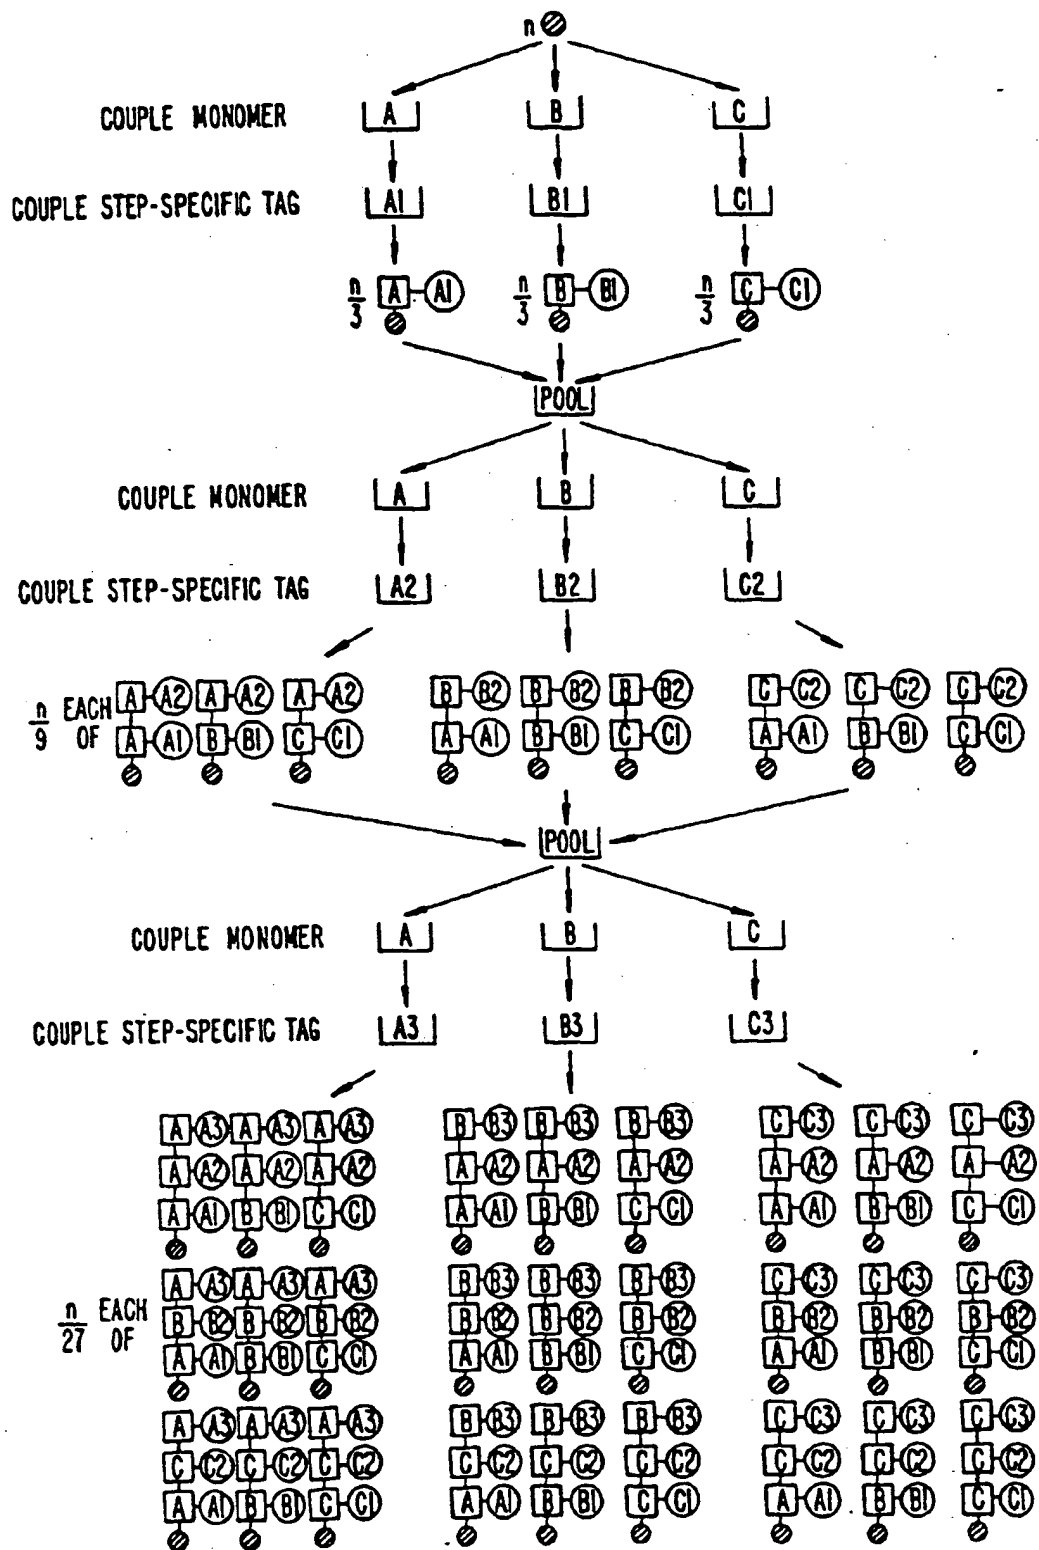 n
COUPLE MONOMER A B C
COUPLE STEP-SPECIFIC TAG A1 B1 C1
n/3 A A1 n/3 B B1 n/3 C C1
POOL
COUPLE MONOMER A B C
COUPLE STEP-SPECIFIC TAG A2 B2 C2
n/9 EACH OF
A A2 A A2 A A2 B B2 B B2 B B2 C C2 C C2 C C2
A A1 B B1 C C1 A A1 B B1 C C1 A A1 B B1 C C1
POOL
COUPLE MONOMER A B C
COUPLE STEP-SPECIFIC TAG A3 B3 C3
A A3 A A3 A A3 B B3 B B3 B B3 C C3 C C3 C C3
A A2 A A2 A A2 A A2 A A2 A A2 A A2 A A2 A A2
A A1 B B1 C C1 A A1 B B1 C C1 A A1 B B1 C C1
n/27 EACH OF
A A3 A A3 A A3 B B3 B B3 B B3 C C3 C C3 C C3
B B2 B B2 B B2 B B2 B B2 B B2 B B2 B B2 B B2
A A1 B B1 C C1 A A1 B B1 C C1 A A1 B B1 C C1
A A3 A A3 A A3 B B3 B B3 B B3 C C3 C C3 C C3
C C2 C C2 C C2 C C2 C C2 C C2 C C2 C C2 C C2
A A1 B B1 C C1 A A1 B B1 C C1 A A1 B B1 C C1